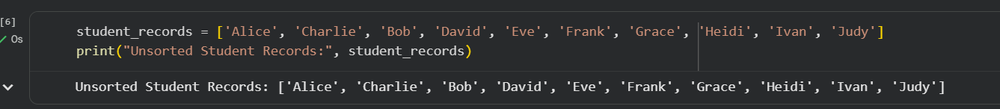 [6]
student_records = ['Alice', 'Charlie', 'Bob', 'David', 'Eve', 'Frank', 'Grace', 'Heidi', 'Ivan', 'Judy']
0s
print("Unsorted Student Records:", student_records)
Unsorted Student Records: ['Alice', 'Charlie', 'Bob', 'David', 'Eve', 'Frank', 'Grace', 'Heidi', 'Ivan', 'Judy']